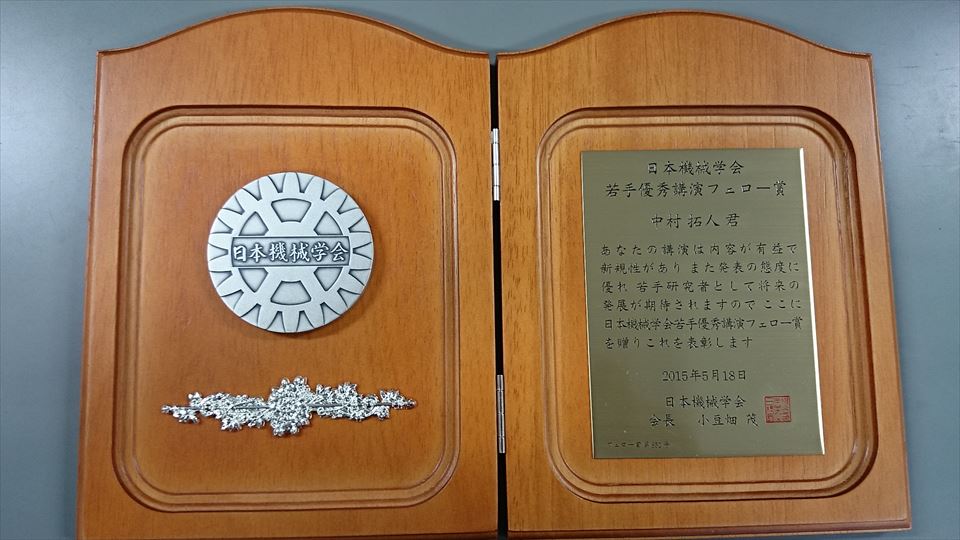 日本機械学会
日本機械学会
若手優秀講演フェロー賞
中村 拓人 君
あなたの講演は内容が有益で
新規性があり また発表の態度に
優れ 若手研究者として将来の
発展が期待されますので ここに
日本機械学会若手優秀講演フェロー賞
を贈りこれを表彰します
2015年5月18日
日本機械学会
会長 小豆畑 茂
フェロー賞 第